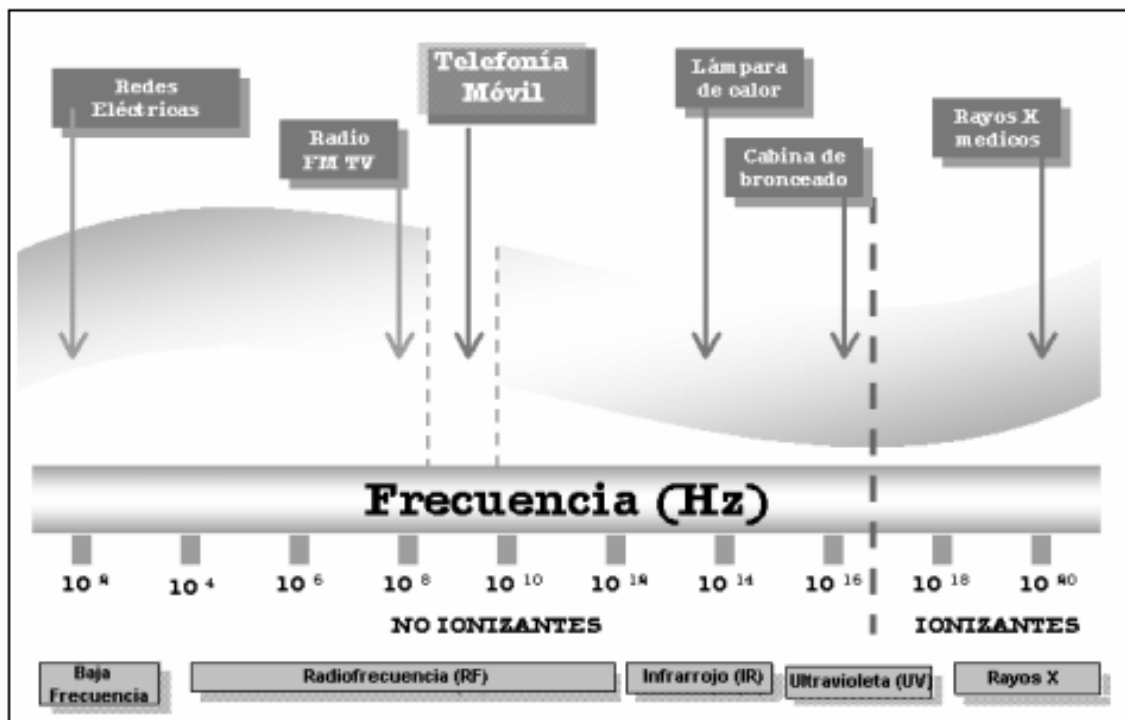 Redes
Eléctricas
Radio
FM TV
Telefonía
Móvil
Lámpara
de calor
Cabina de
bronceado
Rayos X
medicos
Frecuencia (Hz)
10 4 10 6 10 8 10 10 10 14 10 16 10 18
NO IONIZANTES IONIZANTES
Baja
Frecuencia
Radiofrecuencia (RF)
Infrarrojo (IR)
Ultravioleta (UV)
Rayos X